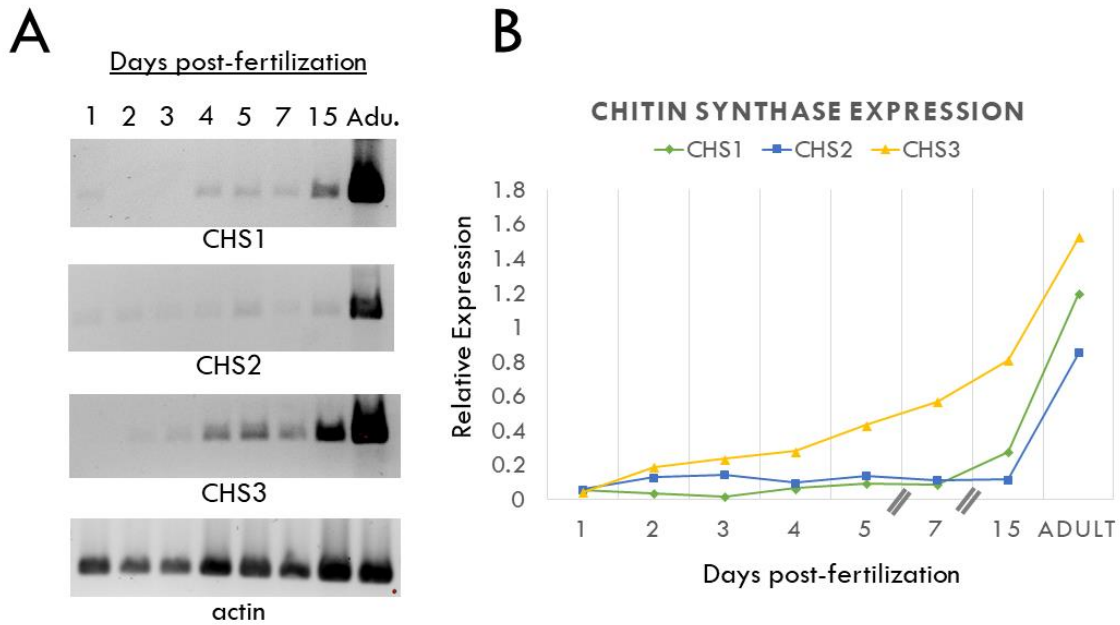 A
Days post-fertilization
1 2 3 4 5 7 15 Adu.
CHS1
CHS2
CHS3
actin
B
CHITIN SYNTHASE EXPRESSION
CHS1 CHS2 CHS3
Relative Expression
1.8
1.6
1.4
1.2
1
0.8
0.6
0.4
0.2
0
1 2 3 4 5 7 15 ADULT
Days post-fertilization